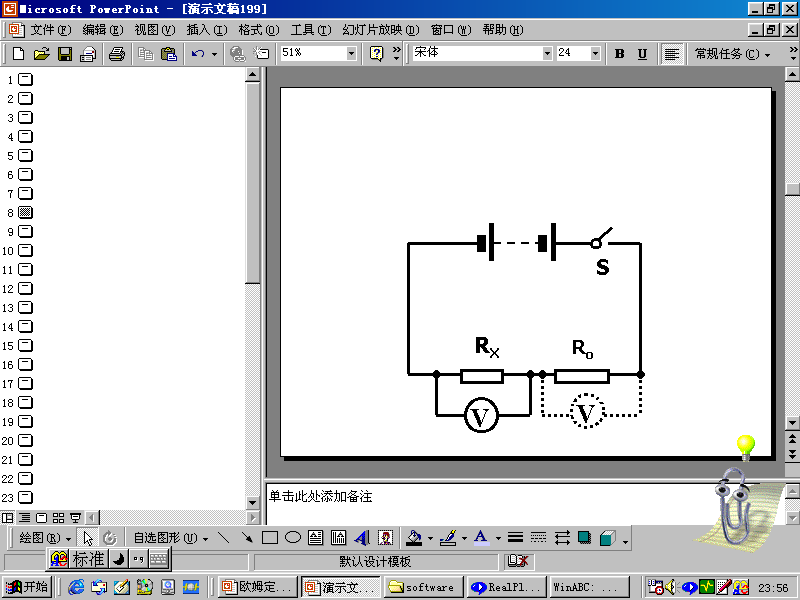 Microsoft PowerPoint - [演示文稿199]
文件(F) 编辑(E) 视图(V) 插入(I) 格式(O) 工具(T) 幻灯片放映(D) 窗口(W) 帮助(H)
51% 宋体 24 B U 常规任务(C)
1
2
3
4
5
6
7
8
9
10
11
12
13
14
15
16
17
18
19
20
21
22
23
S
RX Ro
V V
单击此处添加备注
绘图(R) 自选图形(U)
标准
默认设计模板
开始 欧姆定... 演示文... software RealPl... WinABC: ... 23:56